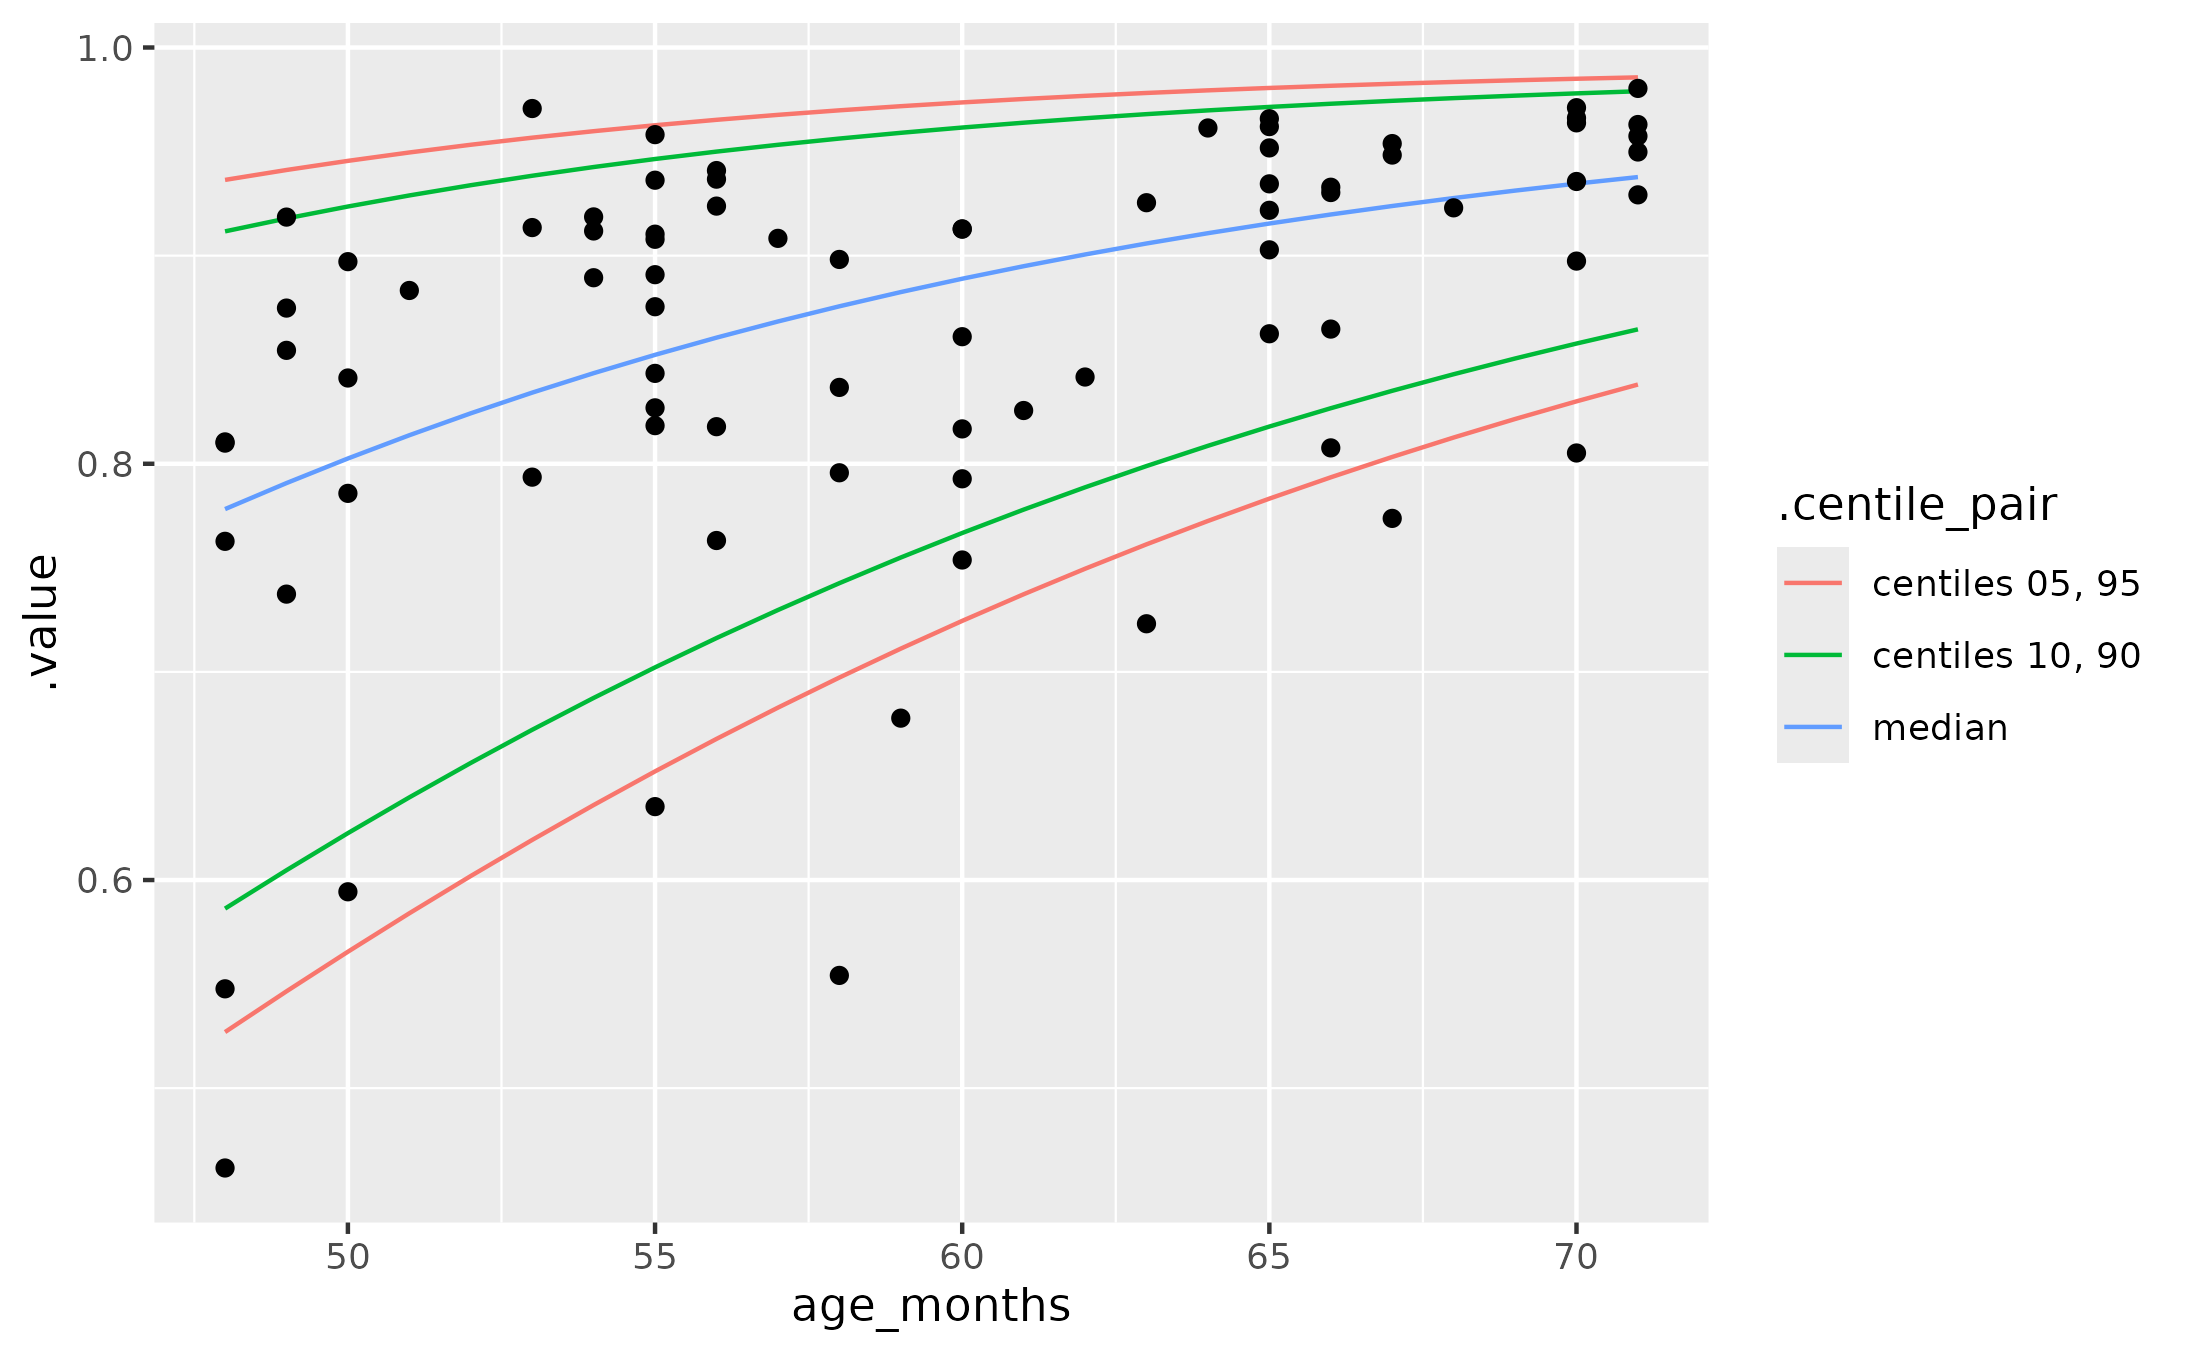 1.0
0.8
0.6
.value
50 55 60 65 70
age_months
.centile_pair
centiles 05, 95
centiles 10, 90
median